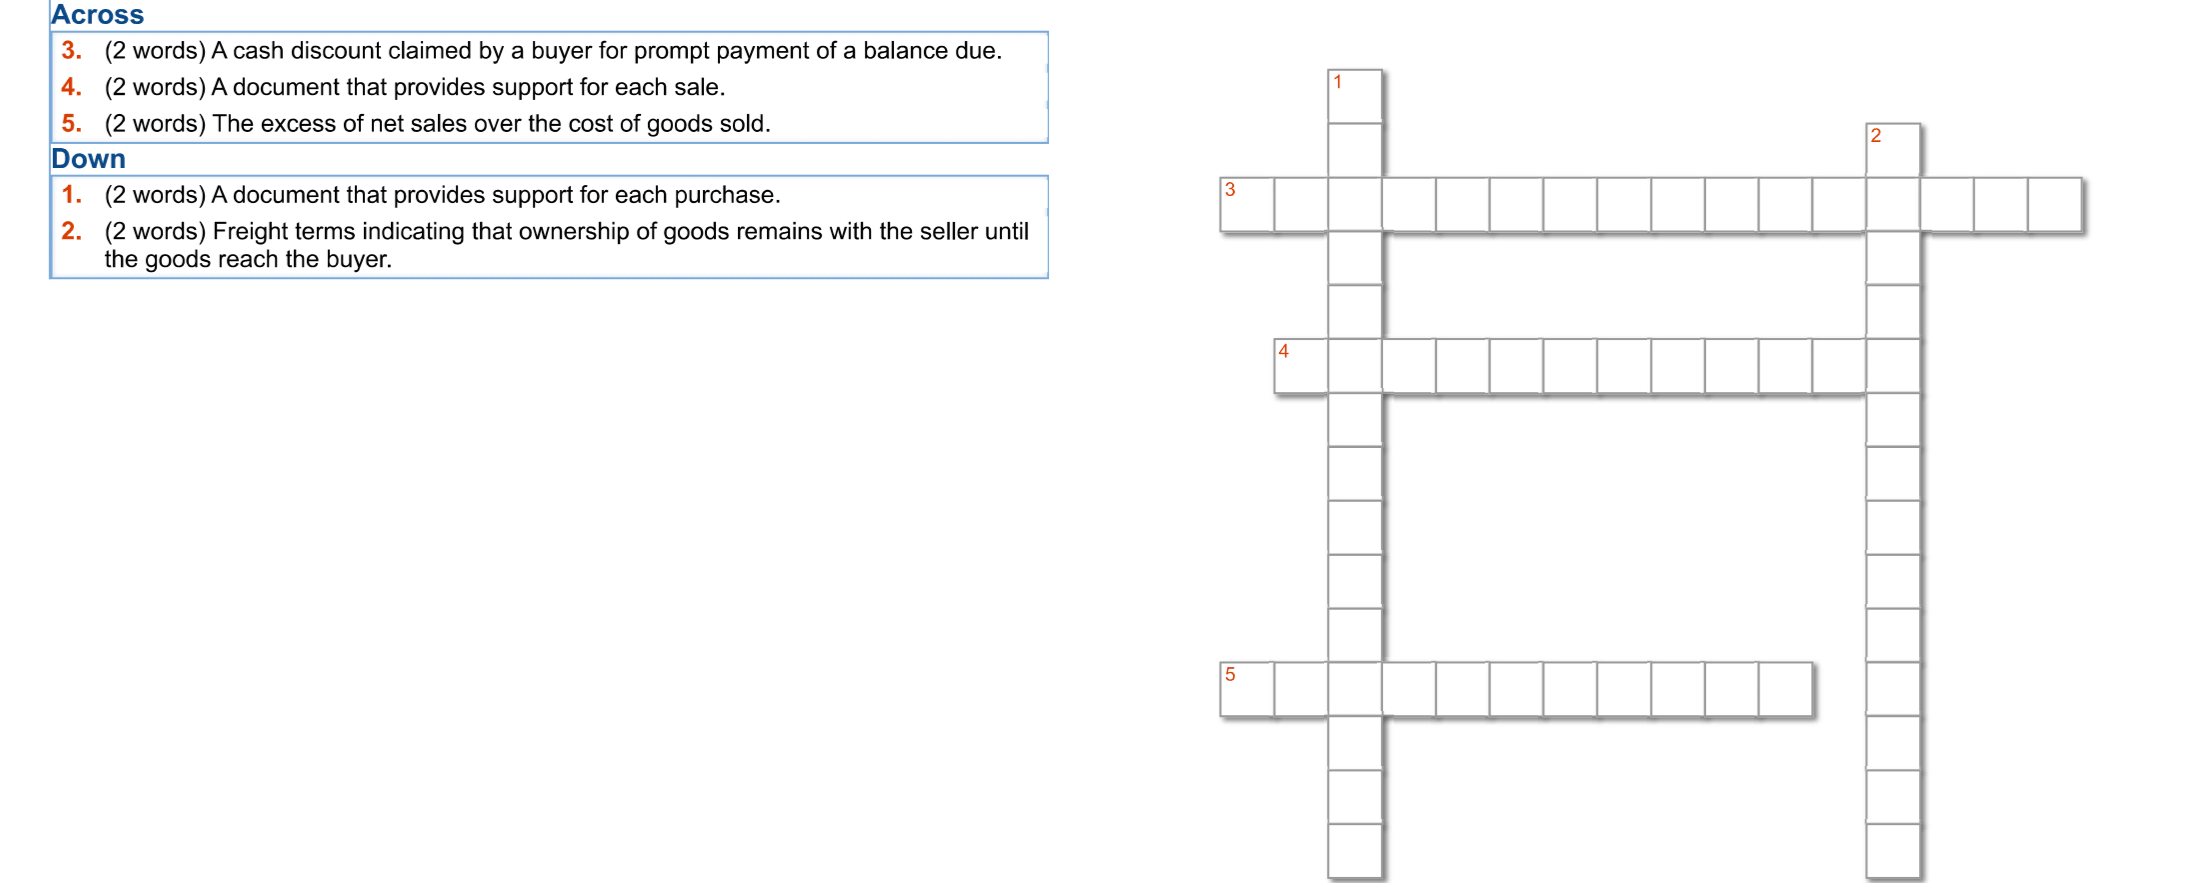 Across
3. (2 words) A cash discount claimed by a buyer for prompt payment of a balance due.
4. (2 words) A document that provides support for each sale.
5. (2 words) The excess of net sales over the cost of goods sold.
Down
1. (2 words) A document that provides support for each purchase.
2. (2 words) Freight terms indicating that ownership of goods remains with the seller until
the goods reach the buyer.
1
2
3
4
5